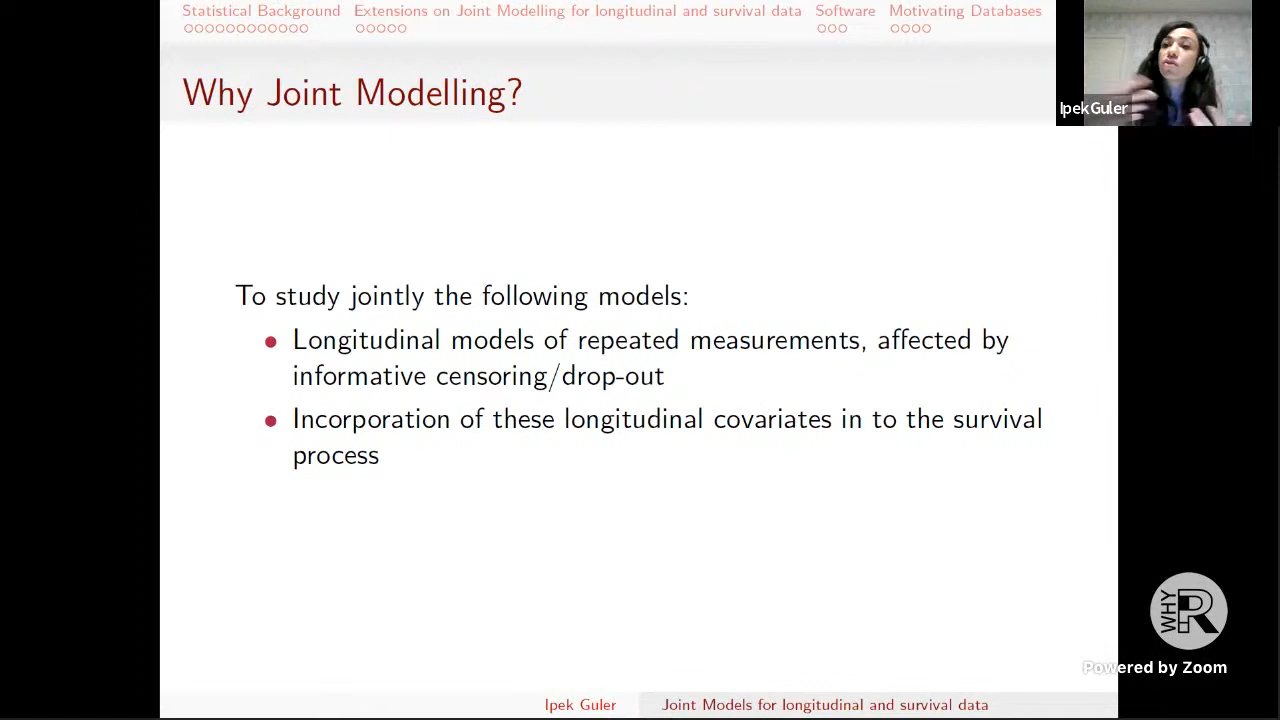 Statistical Background Extensions on Joint Modelling for longitudinal and survival data Software Motivating Databases
Why Joint Modelling?
Ipek Guler
To study jointly the following models:
Longitudinal models of repeated measurements, affected by
informative censoring/drop-out
Incorporation of these longitudinal covariates in to the survival
process
WHY R
Powered by Zoom
Ipek Guler Joint Models for longitudinal and survival data